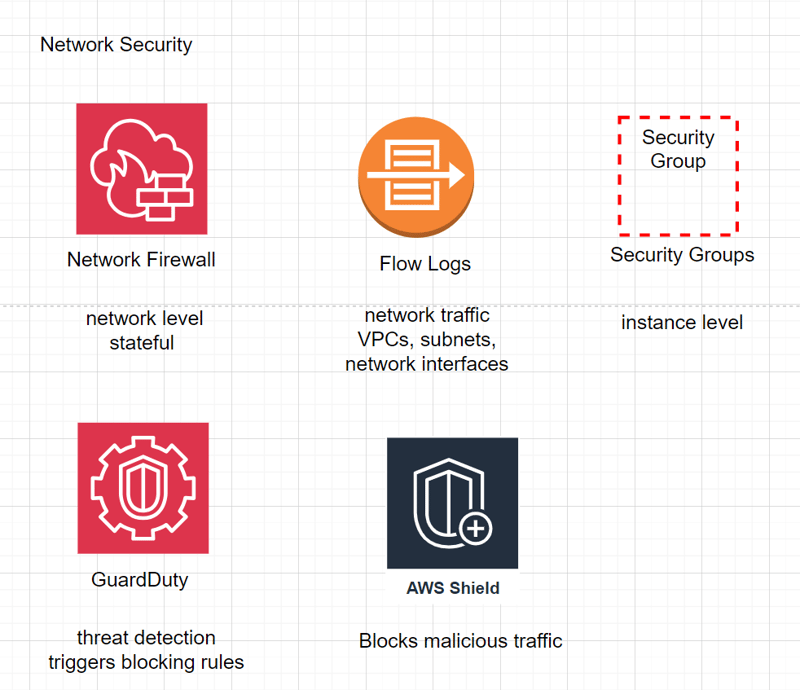 Network Security
Security
Group
Network Firewall
Flow Logs
Security Groups
network level
stateful
network traffic
VPCs, subnets,
network interfaces
instance level
GuardDuty
AWS Shield
threat detection
triggers blocking rules
Blocks malicious traffic